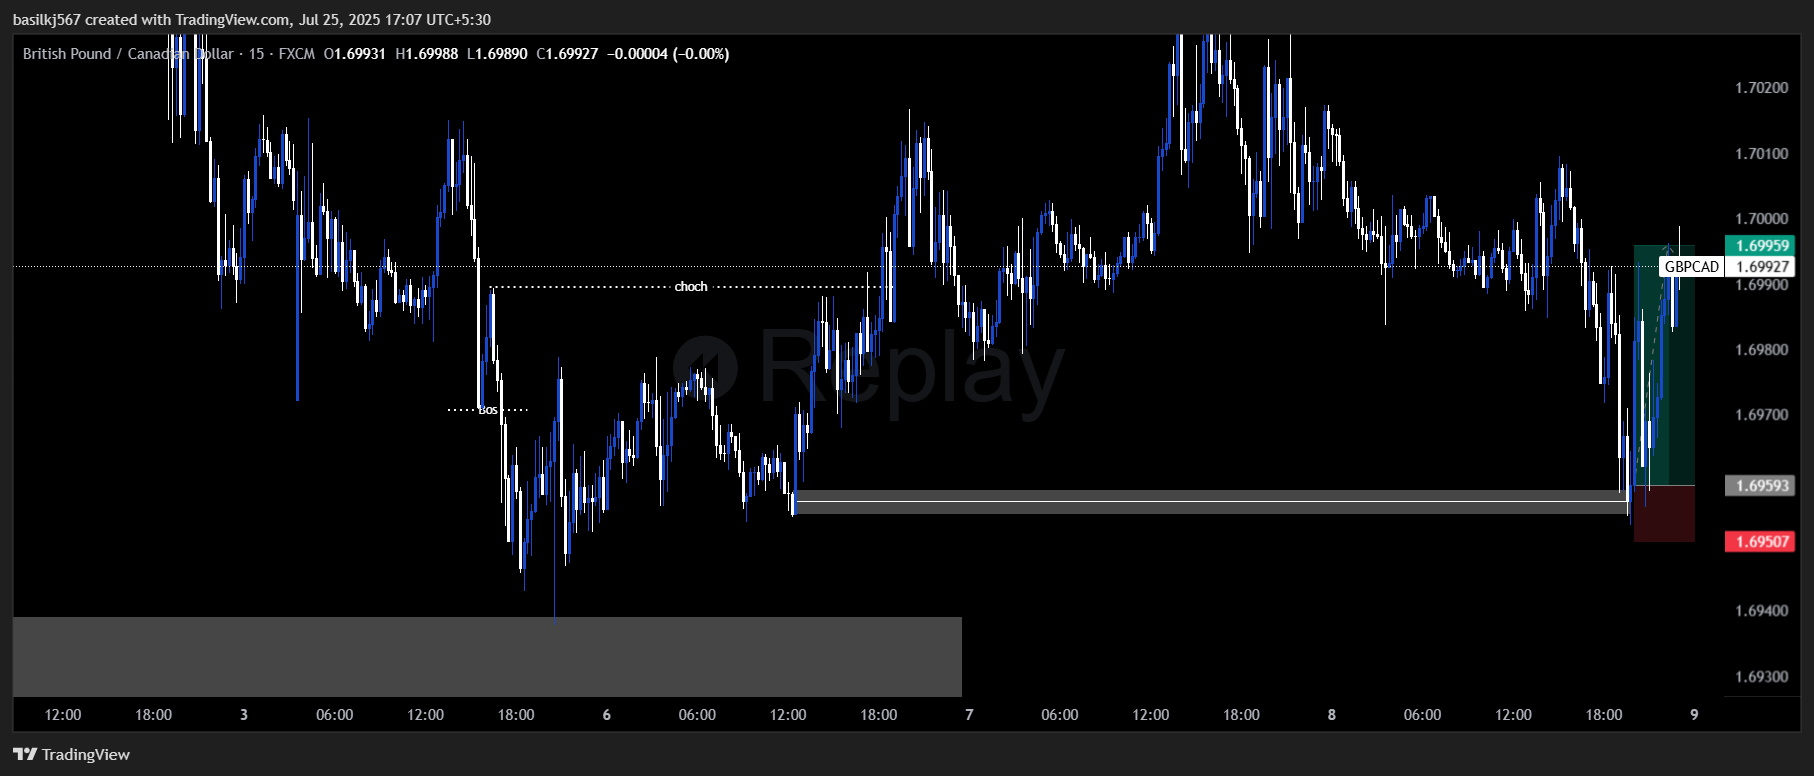 basilkj567 created with TradingView.com, Jul 25, 2025 17:07 UTC+5:30
British Pound / Canadian Dollar · 15 · FXCM O1.69931 H1.69988 L1.69890 C1.69927 −0.00004 (−0.00%)
1.70200
1.70100
1.70000
1.69959
GBPCAD 1.69927
1.69900
choch
Replay
1.69800
Bos
1.69700
1.69593
1.69507
1.69400
1.69300
12:00 18:00 3 06:00 12:00 18:00 6 06:00 12:00 18:00 7 06:00 12:00 18:00 8 06:00 12:00 18:00 9
TradingView